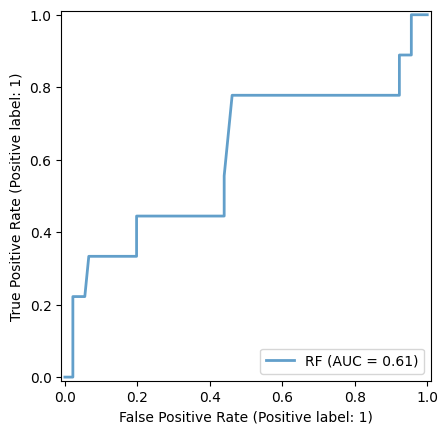 1.0
0.8
0.6
0.4
0.2
0.0
True Positive Rate (Positive label: 1)
RF (AUC = 0.61)
0.0 0.2 0.4 0.6 0.8 1.0
False Positive Rate (Positive label: 1)